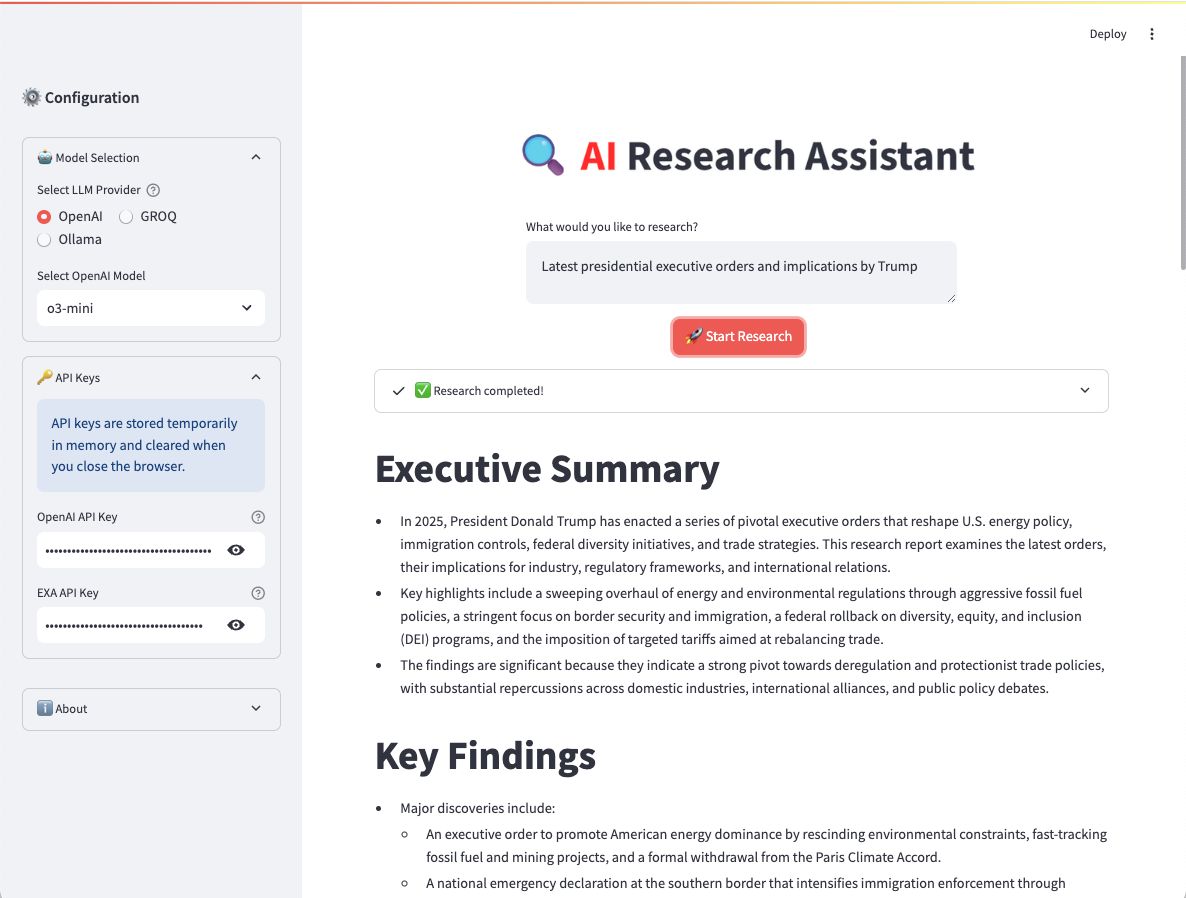 Deploy
Configuration
Model Selection
Select LLM Provider
OpenAI
GROQ
Ollama
Select OpenAI Model
o3-mini
API Keys
API keys are stored temporarily
in memory and cleared when
you close the browser.
OpenAI API Key
EXA API Key
About
AI Research Assistant
What would you like to research?
Latest presidential executive orders and implications by Trump
Start Research
Research completed!
Executive Summary
In 2025, President Donald Trump has enacted a series of pivotal executive orders that reshape U.S. energy policy,
immigration controls, federal diversity initiatives, and trade strategies. This research report examines the latest orders,
their implications for industry, regulatory frameworks, and international relations.
Key highlights include a sweeping overhaul of energy and environmental regulations through aggressive fossil fuel
policies, a stringent focus on border security and immigration, a federal rollback on diversity, equity, and inclusion
(DEI) programs, and the imposition of targeted tariffs aimed at rebalancing trade.
The findings are significant because they indicate a strong pivot towards deregulation and protectionist trade policies,
with substantial repercussions across domestic industries, international alliances, and public policy debates.
Key Findings
Major discoveries include:
An executive order to promote American energy dominance by rescinding environmental constraints, fast-tracking
fossil fuel and mining projects, and a formal withdrawal from the Paris Climate Accord.
A national emergency declaration at the southern border that intensifies immigration enforcement through